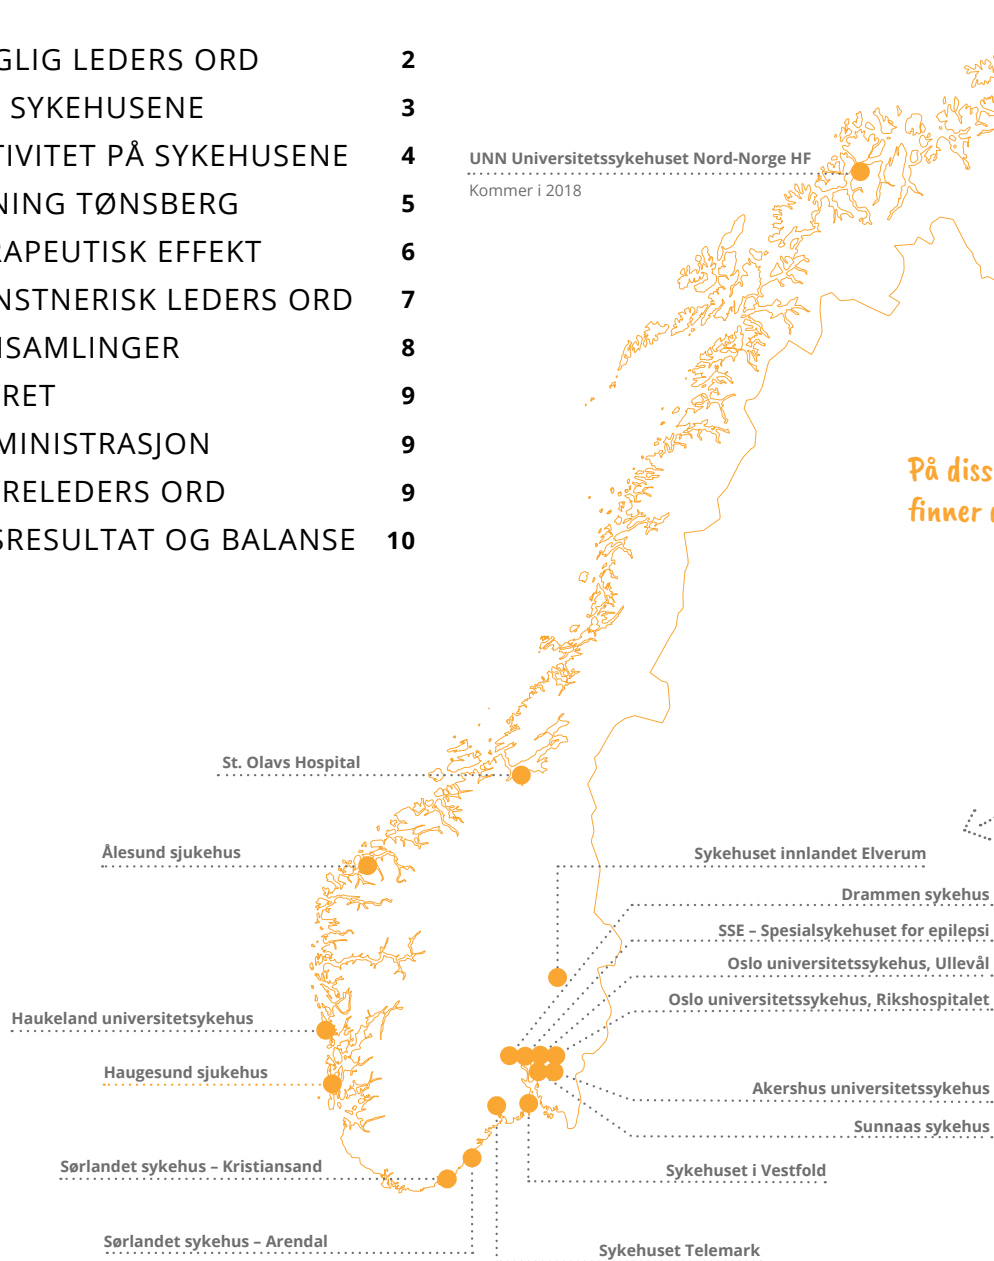 GLIG LEDERS ORD 2
SYKEHUSENE 3
TIVITET PÅ SYKEHUSENE 4
NING TØNSBERG 5
RAPEUTISK EFFEKT 6
NSTNERISK LEDERS ORD 7
NSAMLINGER 8
RET 9
MINISTRASJON 9
RELEDERS ORD 9
SRESULTAT OG BALANSE 10
UNN Universitetssykehuset Nord-Norge HF
Kommer i 2018
På diss
finner
St. Olavs Hospital
Ålesund sjukehus
Sykehuset innlandet Elverum
Drammen sykehus
SSE – Spesialsykehuset for epilepsi
Oslo universitetssykehus, Ullevål
Oslo universitetssykehus, Rikshospitalet
Haukeland universitetsykehus
Haugesund sjukehus
Akershus universitetssykehus
Sunnaas sykehus
Sørlandet sykehus – Kristiansand
Sykehuset i Vestfold
Sørlandet sykehus – Arendal
Sykehuset Telemark